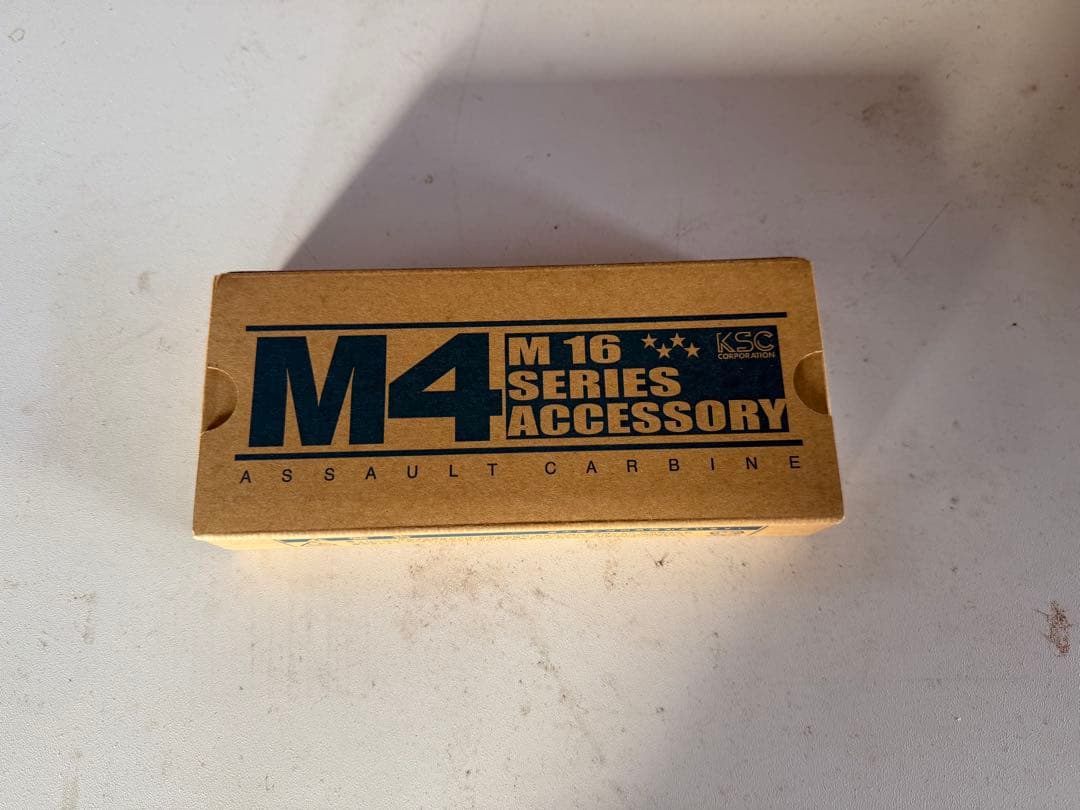 M4
M 16
SERIES
ACCESSORY
KSC
CORPORATION
ASSAULT CARBINE